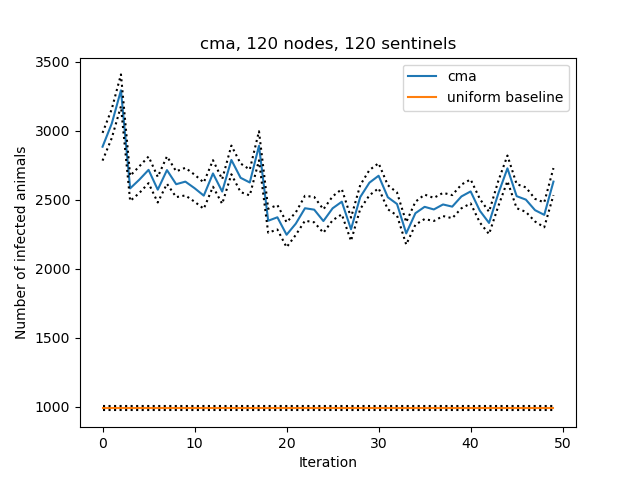 cma, 120 nodes, 120 sentinels
3500
3000
2500
2000
1500
1000
Number of infected animals
cma
uniform baseline
0 10 20 30 40 50
Iteration